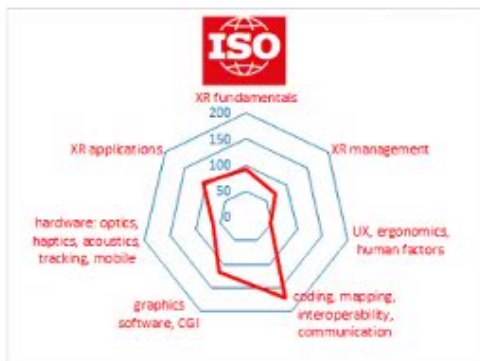 ISO
XR fundamentals
200
150
100
50
0
XR applications
XR management
hardware: optics,
haptics, acoustics,
tracking, mobile
UX, ergonomics,
human factors
graphics
software, CGI
coding, mapping,
interoperability,
communication